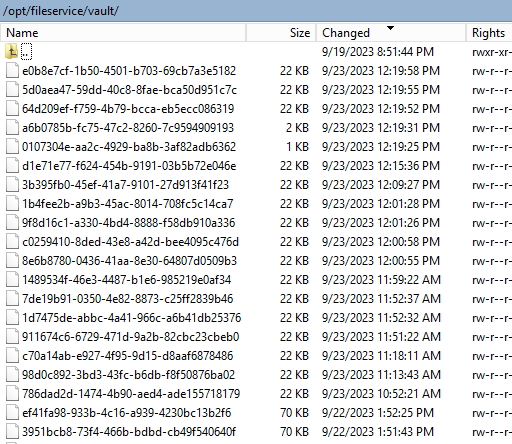 /opt/fileservice/vault/
Name Size Changed Rights
.. 9/19/2023 8:51:44 PM rwxr-xr-
e0b8e7cf-1b50-4501-b703-69cb7a3e5182 22 KB 9/23/2023 12:19:58 PM rw-r--r--
5d0aea47-59dd-40c8-8fae-bca50d951c7c 22 KB 9/23/2023 12:19:55 PM rw-r--r--
64d209ef-f759-4b79-bcca-eb5ecc086319 22 KB 9/23/2023 12:19:52 PM rw-r--r--
a6b0785b-fc75-47c2-8260-7c9594909193 2 KB 9/23/2023 12:19:31 PM rw-r--r--
0107304e-aa2c-4929-ba8b-3af82adb6362 1 KB 9/23/2023 12:19:25 PM rw-r--r--
d1e71e77-f624-454b-9191-03b5b72e046e 22 KB 9/23/2023 12:15:36 PM rw-r--r--
3b395fb0-45ef-41a7-9101-27d913f41f23 22 KB 9/23/2023 12:09:27 PM rw-r--r--
1b4fee2b-a9b3-45ac-8014-708fc5c14ca7 22 KB 9/23/2023 12:01:28 PM rw-r--r--
9f8d16c1-a330-4bd4-8888-f58db910a336 22 KB 9/23/2023 12:01:26 PM rw-r--r--
c0259410-8ded-43e8-a42d-bee4095c476d 22 KB 9/23/2023 12:00:58 PM rw-r--r--
8e6b8780-0436-41aa-8e30-64807d0509b3 22 KB 9/23/2023 12:00:55 PM rw-r--r--
1489534f-46e3-4487-b1e6-985219e0af34 22 KB 9/23/2023 11:59:22 AM rw-r--r--
7de19b91-0350-4e82-8873-c25ff2839b46 22 KB 9/23/2023 11:52:37 AM rw-r--r--
1d7475de-abbc-4a41-966c-a6b41db25376 22 KB 9/23/2023 11:52:32 AM rw-r--r--
911674c6-6729-471d-9a2b-82cbc23cbeb0 22 KB 9/23/2023 11:51:22 AM rw-r--r--
c70a14ab-e927-4f95-9d15-d8aaf6878486 22 KB 9/23/2023 11:18:11 AM rw-r--r--
98d0c892-3bd3-43fc-b6db-f8f50876ba02 22 KB 9/23/2023 11:13:43 AM rw-r--r--
786dad2d-1474-4b90-aed4-ade155718179 22 KB 9/23/2023 10:52:21 AM rw-r--r--
ef41fa98-933b-4c16-a939-4230bc13b2f6 70 KB 9/22/2023 1:52:25 PM rw-r--r--
3951bcb8-73f4-466b-bdbd-cb49f540640f 70 KB 9/22/2023 1:51:43 PM rw-r--r--